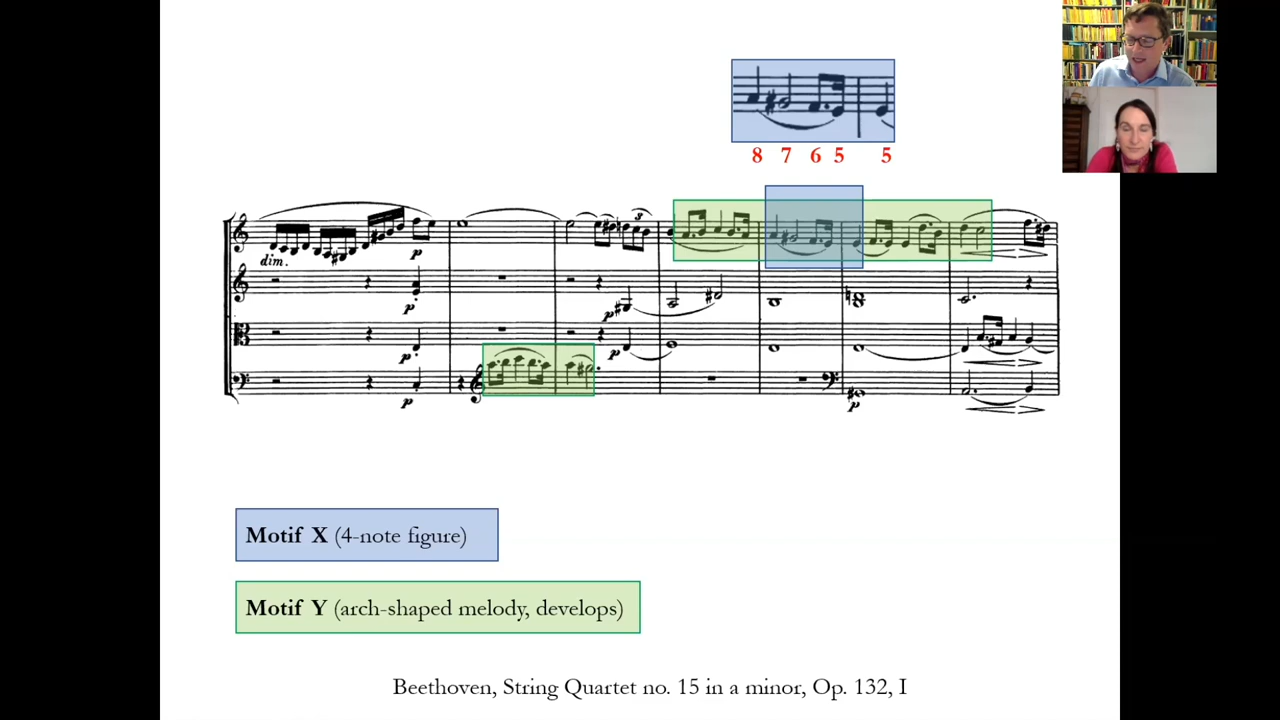 8 7 6 5 5
3
dim.
p
p
p
p
p
p
p
Motif X (4-note figure)
Motif Y (arch-shaped melody, develops)
Beethoven, String Quartet no. 15 in a minor, Op. 132, I